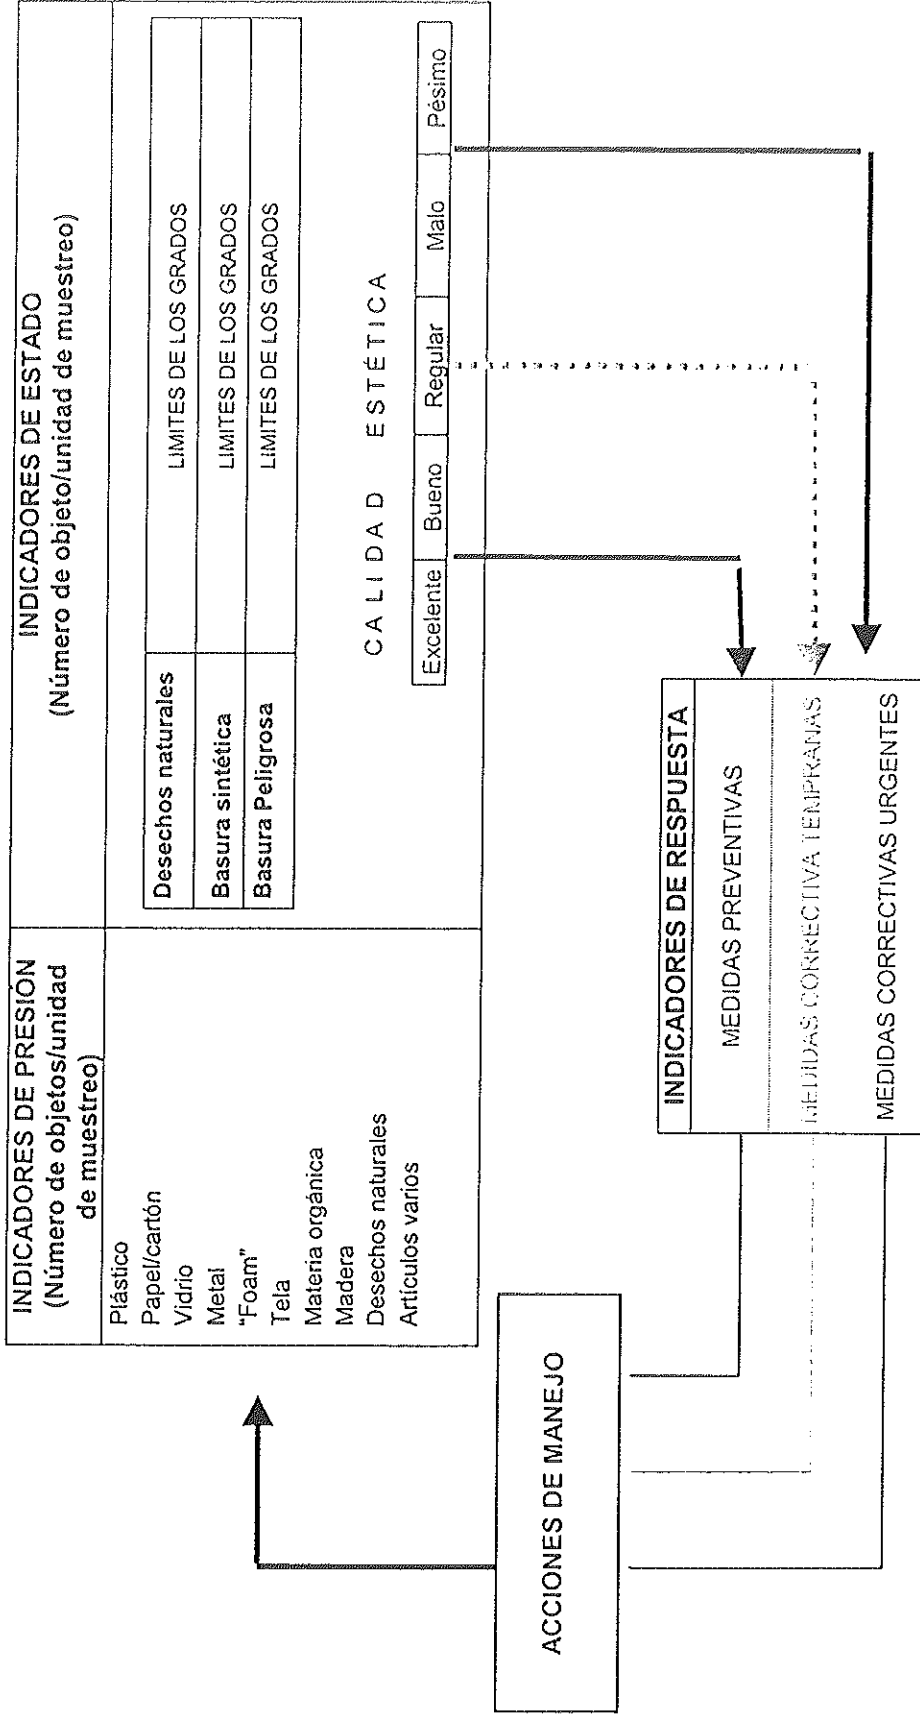 INDICADORES DE PRESION
(Número de objetos/unidad
de muestreo)
Plástico
Papel/cartón
Vidrio
Metal
"Foam"
Tela
Materia orgánica
Madera
Desechos naturales
Artículos varios
INDICADORES DE ESTADO
(Número de objeto/unidad de muestreo)
Desechos naturales LIMITES DE LOS GRADOS
Basura sintética LIMITES DE LOS GRADOS
Basura Peligrosa LIMITES DE LOS GRADOS
CALIDAD ESTÉTICA
Excelente Bueno Regular Malo Pésimo
ACCIONES DE MANEJO
INDICADORES DE RESPUESTA
MEDIDAS PREVENTIVAS
MEDIDAS CORRECTIVA TEMPRANAS
MEDIDAS CORRECTIVAS URGENTES